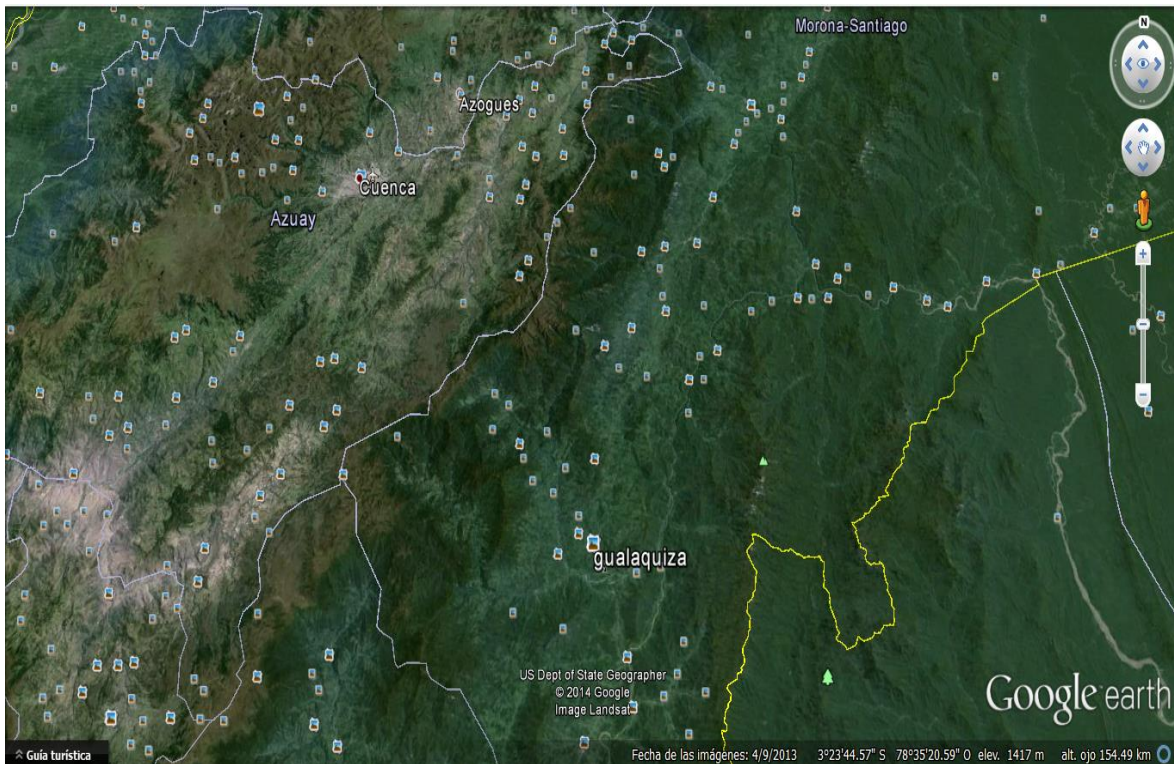 Morona-Santiago
N
Azogues
Cuenca
Azuay
gualaquiza
US Dept of State Geographer
© 2014 Google
Image Landsat
Google earth
Guía turística
Fecha de las imágenes: 4/9/2013 3°23'44.57" S 78°35'20.59" O elev. 1417 m alt. ojo 154.49 km